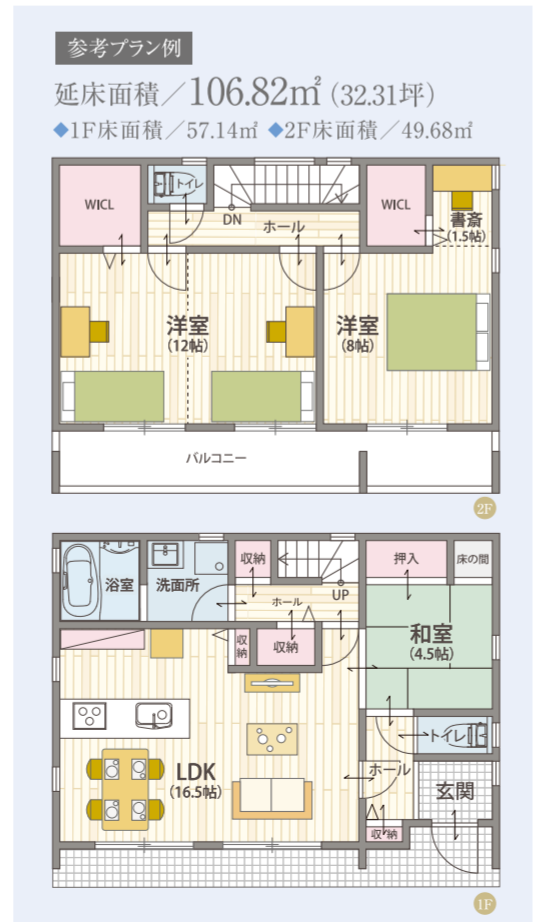 参考プラン例
延床面積／106.82㎡（32.31坪）
◆1F床面積／57.14㎡ ◆2F床面積／49.68㎡
WICL
トイレ
DN
ホール
WICL
書斎
(1.5帖)
洋室
(12帖)
洋室
(8帖)
バルコニー
2F
浴室
洗面所
収納
UP
押入
床の間
ホール
収納
収納
和室
(4.5帖)
トイレ
LDK
(16.5帖)
ホール
玄関
収納
1F